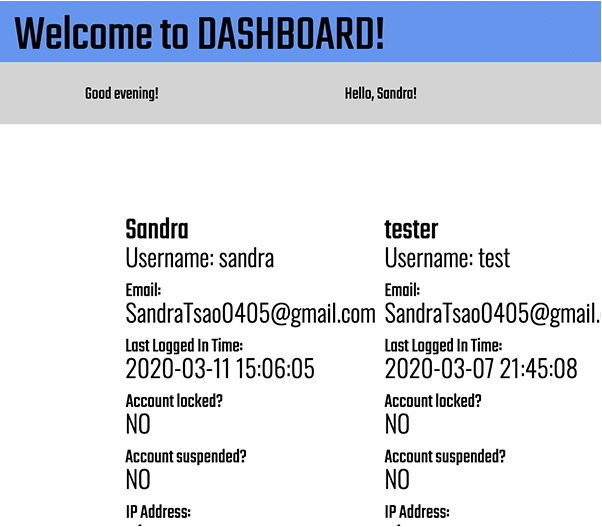 Welcome to DASHBOARD!
Good evening!
Hello, Sandra!
Sandra
Username: sandra
Email:
SandraTsao0405@gmail.com
Last Logged In Time:
2020-03-11 15:06:05
Account locked?
NO
Account suspended?
NO
IP Address:
tester
Username: test
Email:
SandraTsao0405@gmail.
Last Logged In Time:
2020-03-07 21:45:08
Account locked?
NO
Account suspended?
NO
IP Address: